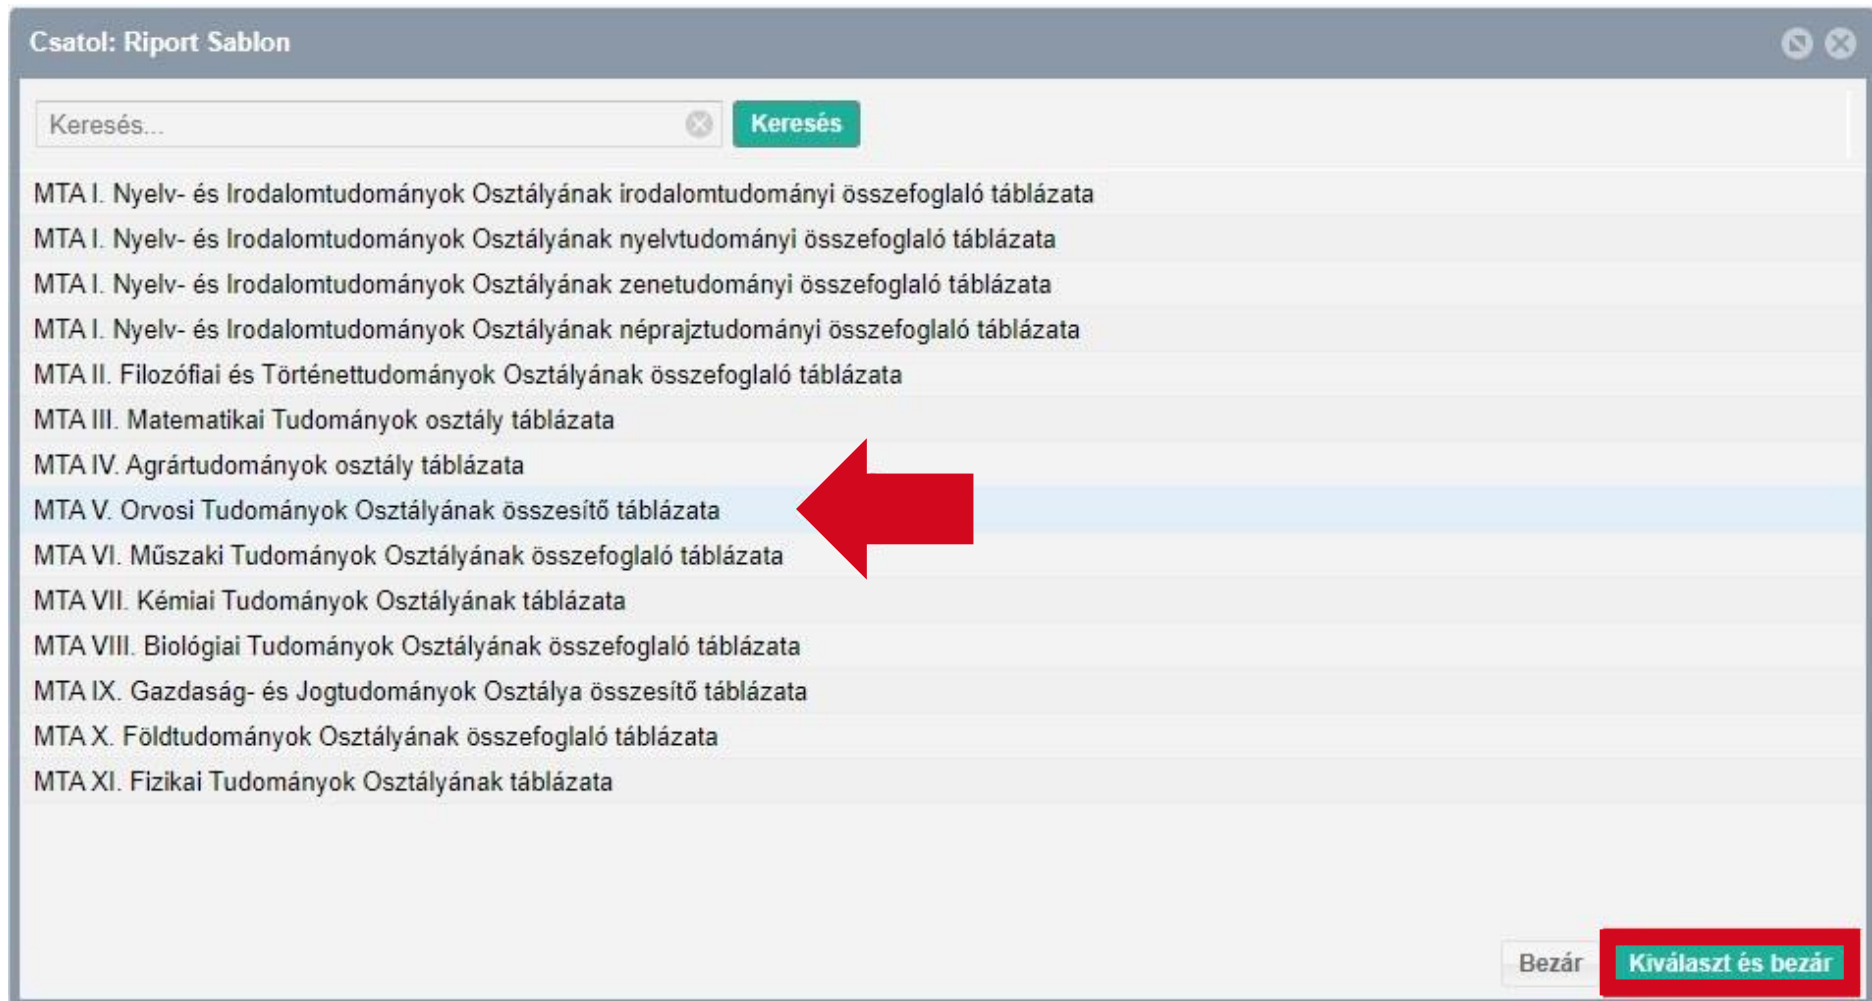 Csatol: Riport Sablon
Keresés... Keresés
MTA I. Nyelv- és Irodalomtudományok Osztályának irodalomtudományi összefoglaló táblázata
MTA I. Nyelv- és Irodalomtudományok Osztályának nyelvtudományi összefoglaló táblázata
MTA I. Nyelv- és Irodalomtudományok Osztályának zenetudományi összefoglaló táblázata
MTA I. Nyelv- és Irodalomtudományok Osztályának néprajztudományi összefoglaló táblázata
MTA II. Filozófiai és Történettudományok Osztályának összefoglaló táblázata
MTA III. Matematikai Tudományok osztály táblázata
MTA IV. Agrártudományok osztály táblázata
MTA V. Orvosi Tudományok Osztályának összesítő táblázata
MTA VI. Műszaki Tudományok Osztályának összefoglaló táblázata
MTA VII. Kémiai Tudományok Osztályának táblázata
MTA VIII. Biológiai Tudományok Osztályának összefoglaló táblázata
MTA IX. Gazdaság- és Jogtudományok Osztálya összesítő táblázata
MTA X. Földtudományok Osztályának összefoglaló táblázata
MTA XI. Fizikai Tudományok Osztályának táblázata
Bezár Kiválaszt és bezár